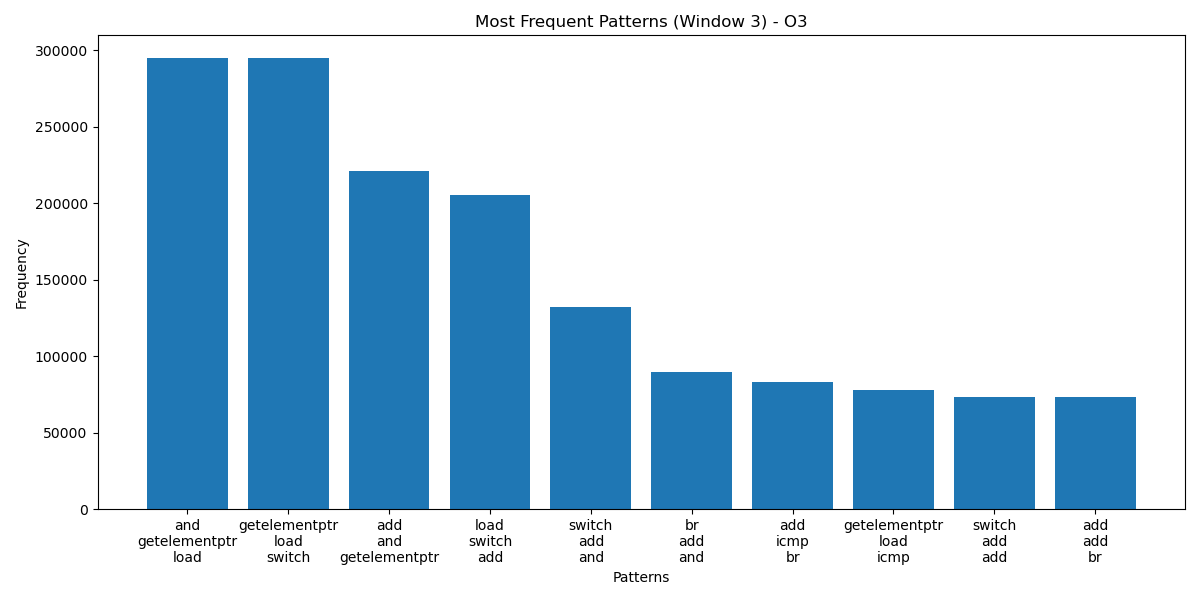 Most Frequent Patterns (Window 3) - O3
300000
250000
200000
150000
100000
50000
0
Frequency
and
getelementptr
load
getelementptr
load
switch
add
and
getelementptr
load
switch
add
switch
add
and
br
add
and
add
icmp
br
getelementptr
load
icmp
switch
add
add
add
add
br
Patterns